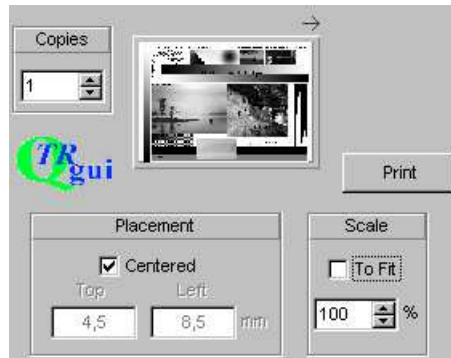 Copies
1
QTRgui
Print
Placement
Centered
Top Left
4,5 8,5 mm
Scale
To Fit
100 %